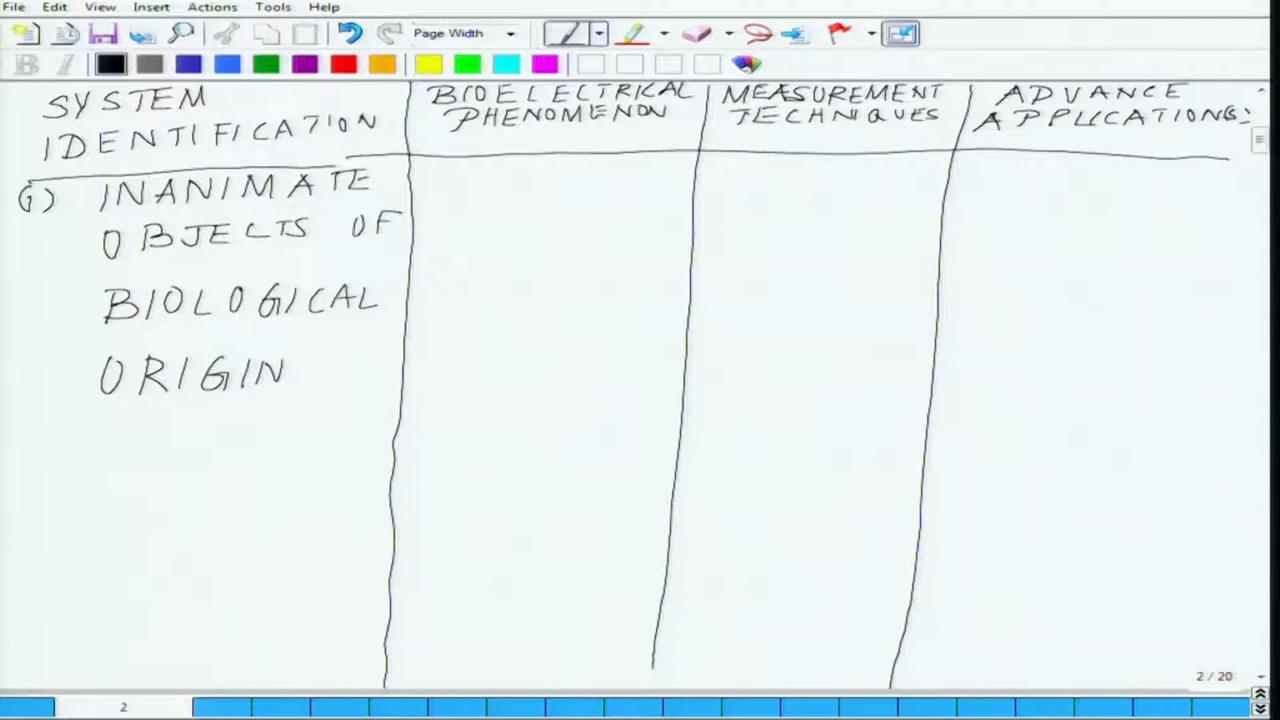 File Edit View Insert Actions Tools Help
Page Width
B I
SYSTEM
IDENTIFICATION
BIOELECTRICAL
PHENOMENON
MEASUREMENT
TECHNIQUES
ADVANCE
APPLICATIONS:
1) INANIMATE
OBJECTS OF
BIOLOGICAL
ORIGIN
2 / 20
2